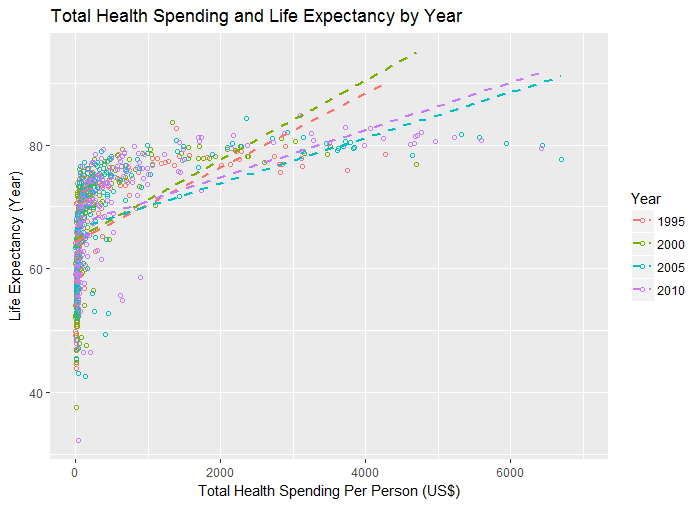 Total Health Spending and Life Expectancy by Year
Life Expectancy (Year)
80
60
40
0
2000
4000
6000
Total Health Spending Per Person (US$)
Year
1995
2000
2005
2010